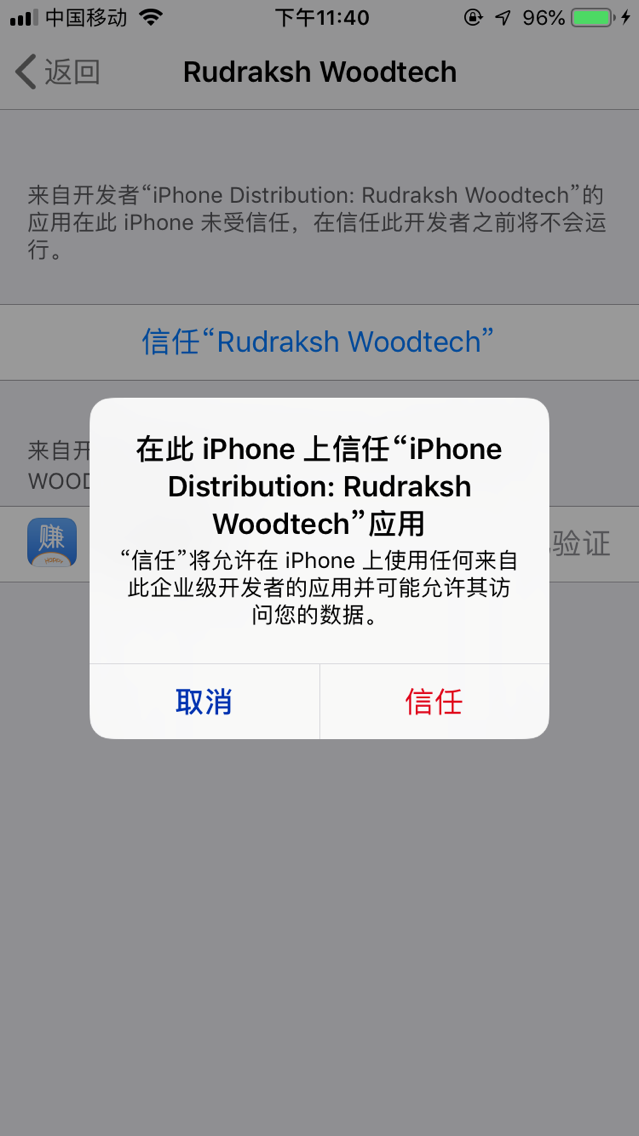 中国移动
下午11:40
96%
返回
Rudraksh Woodtech
来自开发者“iPhone Distribution: Rudraksh Woodtech”的
应用在此 iPhone 未受信任，在信任此开发者之前将不会运
行。
信任“Rudraksh Woodtech”
来自开
WOOD
在此 iPhone 上信任“iPhone
Distribution: Rudraksh
Woodtech”应用
“信任”将允许在 iPhone 上使用任何来自
此企业级开发者的应用并可能允许其访
问您的数据。
赚
验证
取消
信任